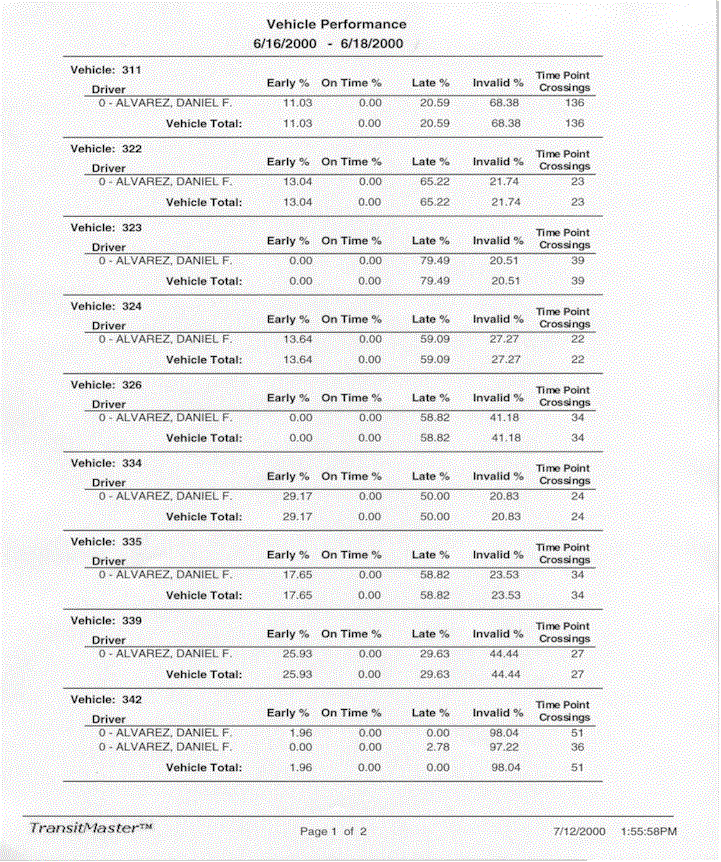 Vehicle Performance
6/16/2000 - 6/18/2000
Vehicle: 311
Driver Early % On Time % Late % Invalid % Time Point Crossings
0 - ALVAREZ, DANIEL F. 11.03 0.00 20.59 68.38 136
Vehicle Total: 11.03 0.00 20.59 68.38 136
Vehicle: 322
Driver Early % On Time % Late % Invalid % Time Point Crossings
0 - ALVAREZ, DANIEL F. 13.04 0.00 65.22 21.74 23
Vehicle Total: 13.04 0.00 65.22 21.74 23
Vehicle: 323
Driver Early % On Time % Late % Invalid % Time Point Crossings
0 - ALVAREZ, DANIEL F. 0.00 0.00 79.49 20.51 39
Vehicle Total: 0.00 0.00 79.49 20.51 39
Vehicle: 324
Driver Early % On Time % Late % Invalid % Time Point Crossings
0 - ALVAREZ, DANIEL F. 13.64 0.00 59.09 27.27 22
Vehicle Total: 13.64 0.00 59.09 27.27 22
Vehicle: 326
Driver Early % On Time % Late % Invalid % Time Point Crossings
0 - ALVAREZ, DANIEL F. 0.00 0.00 58.82 41.18 34
Vehicle Total: 0.00 0.00 58.82 41.18 34
Vehicle: 334
Driver Early % On Time % Late % Invalid % Time Point Crossings
0 - ALVAREZ, DANIEL F. 29.17 0.00 50.00 20.83 24
Vehicle Total: 29.17 0.00 50.00 20.83 24
Vehicle: 335
Driver Early % On Time % Late % Invalid % Time Point Crossings
0 - ALVAREZ, DANIEL F. 17.65 0.00 58.82 23.53 34
Vehicle Total: 17.65 0.00 58.82 23.53 34
Vehicle: 339
Driver Early % On Time % Late % Invalid % Time Point Crossings
0 - ALVAREZ, DANIEL F. 25.93 0.00 29.63 44.44 27
Vehicle Total: 25.93 0.00 29.63 44.44 27
Vehicle: 342
Driver Early % On Time % Late % Invalid % Time Point Crossings
0 - ALVAREZ, DANIEL F. 1.96 0.00 0.00 98.04 51
0 - ALVAREZ, DANIEL F. 0.00 0.00 2.78 97.22 36
Vehicle Total: 1.96 0.00 0.00 98.04 51
TransitMaster™ Page 1 of 2 7/12/2000 1:55:58PM